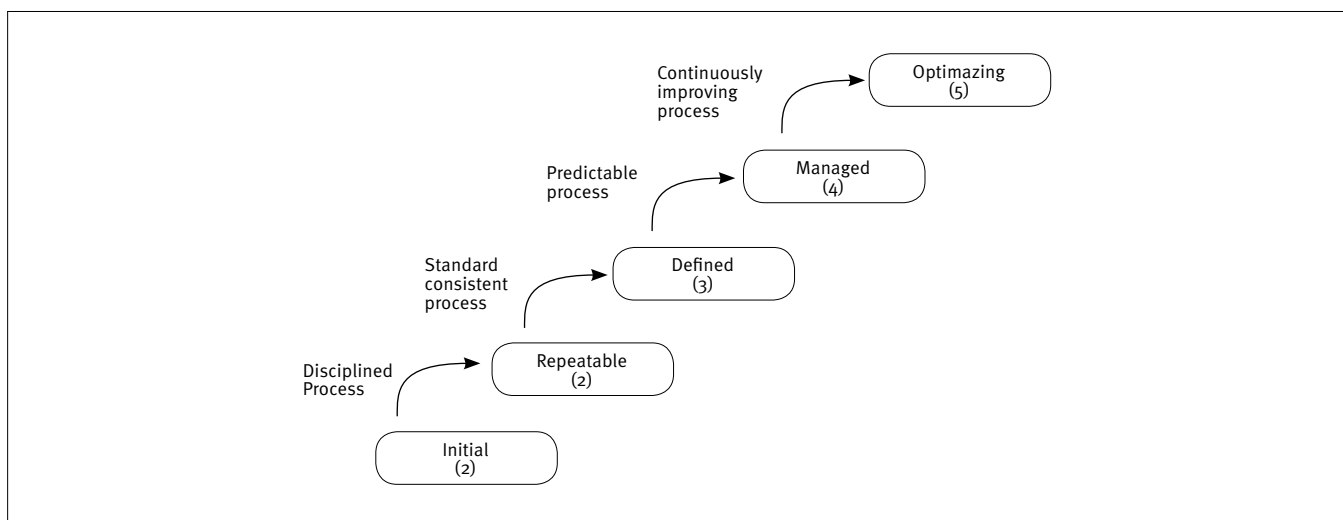 Continuously
improving
process
Optimazing
(5)
Predictable
process
Managed
(4)
Standard
consistent
process
Defined
(3)
Disciplined
Process
Repeatable
(2)
Initial
(2)